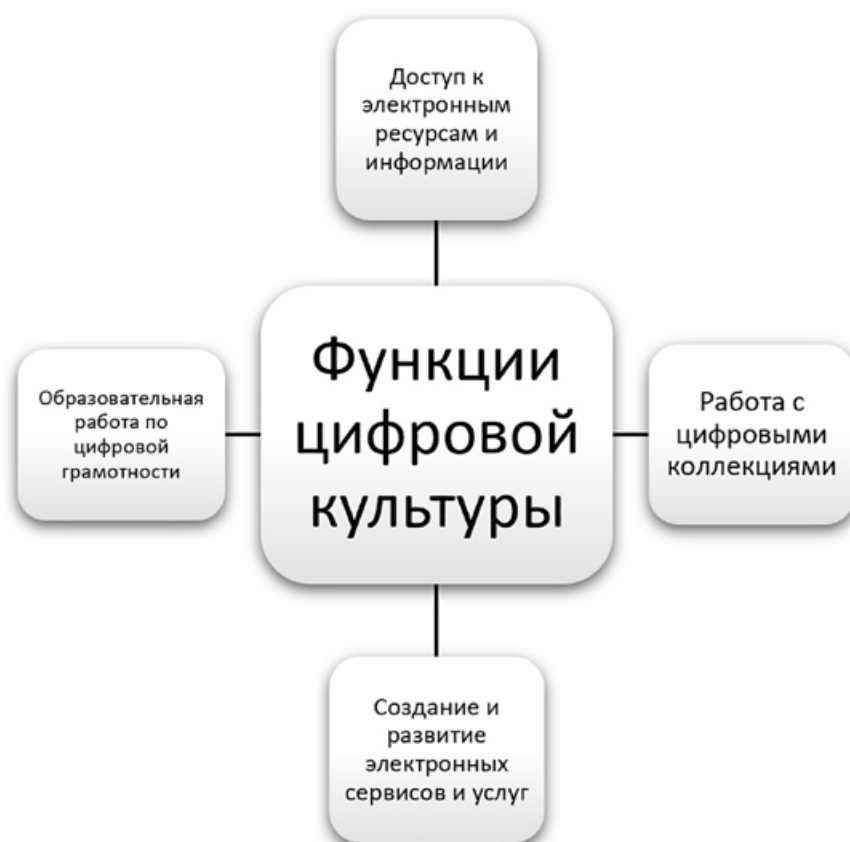 Доступ к
электронным
ресурсам и
информации
Функции
цифровой
культуры
Образовательная
работа по
цифровой
грамотности
Работа с
цифровыми
коллекциями
Создание и
развитие
электронных
сервисов и услуг